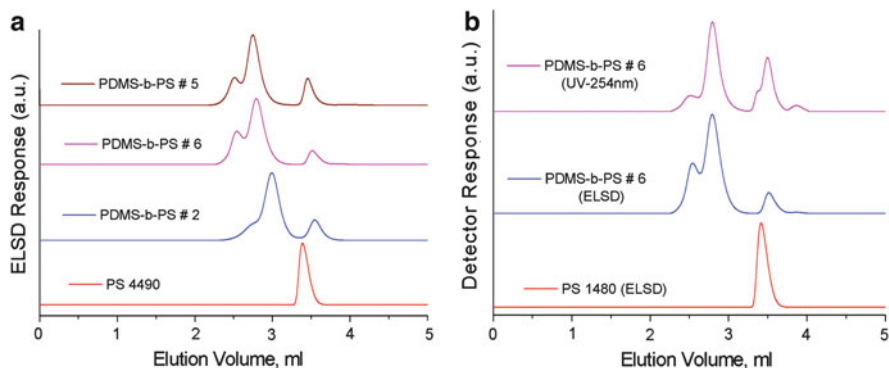 a
ELSD Response (a.u.)
PDMS-b-PS # 5
PDMS-b-PS # 6
PDMS-b-PS # 2
PS 4490
0 1 2 3 4 5
Elution Volume, ml
b
Detector Response (a.u.)
PDMS-b-PS # 6
(UV-254nm)
PDMS-b-PS # 6
(ELSD)
PS 1480 (ELSD)
0 1 2 3 4 5
Elution Volume, ml